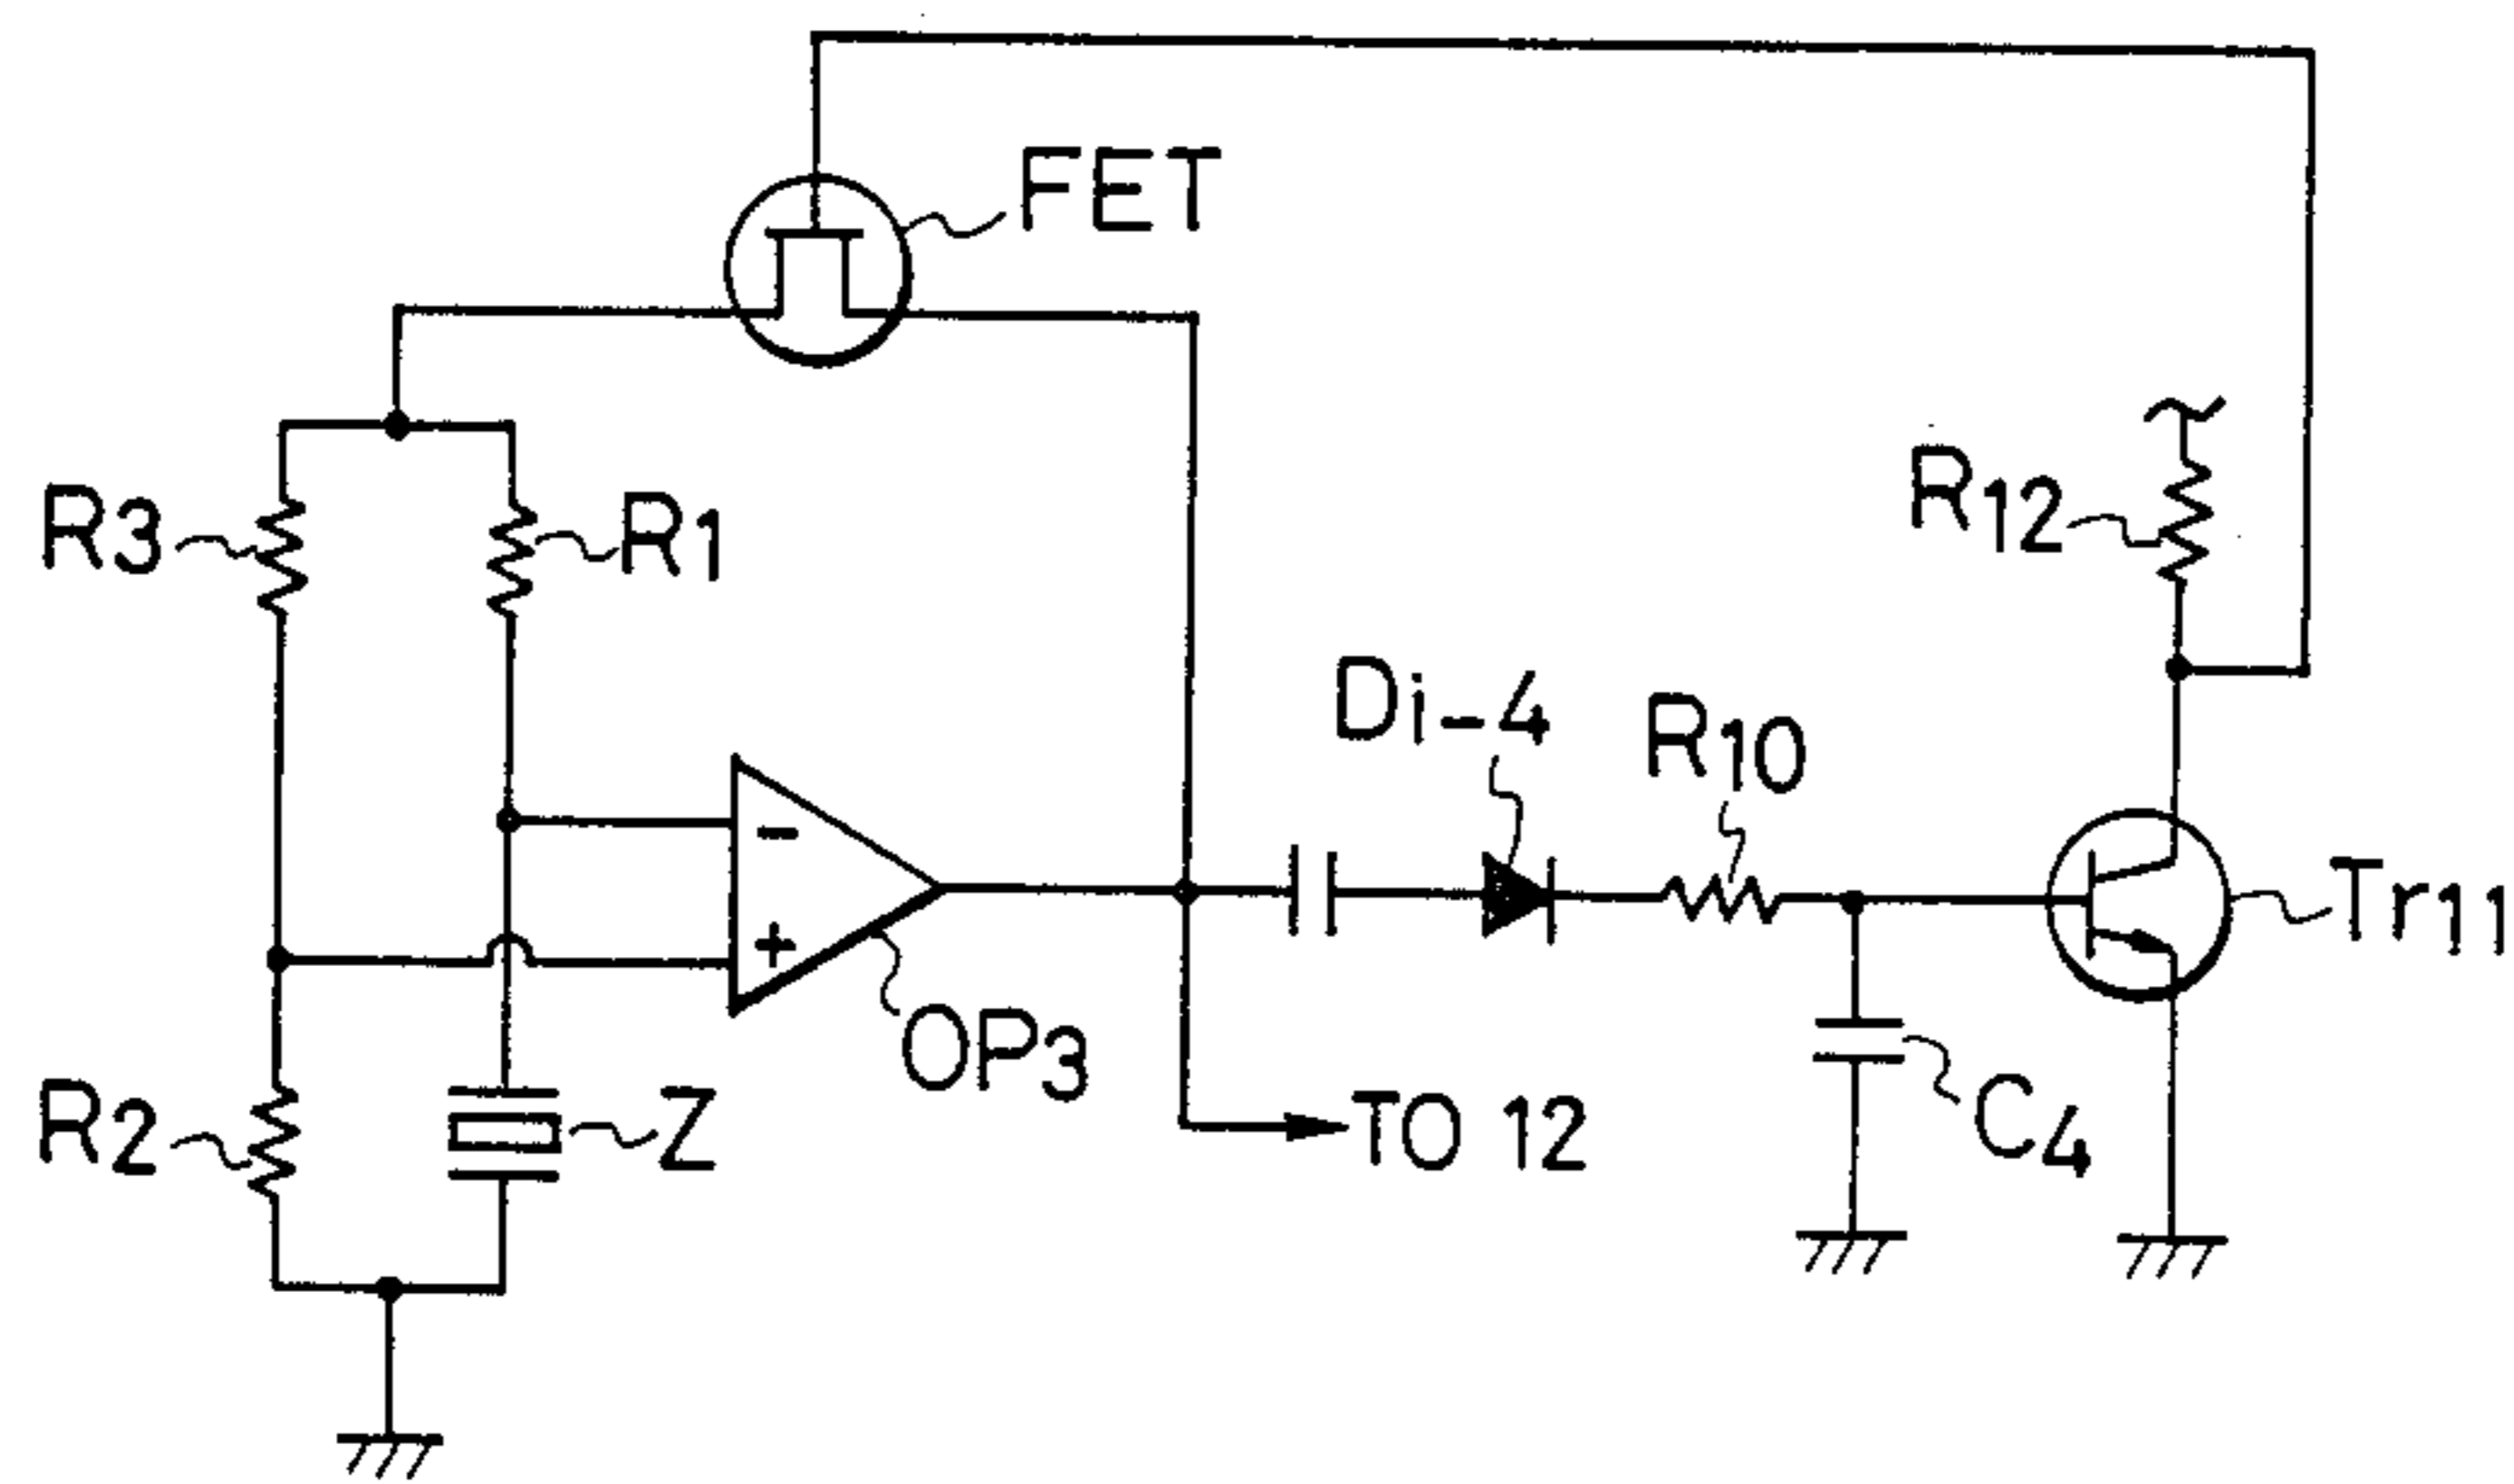 FET
R3
R1
R12
Di-4
R10
-
+
Tr11
OP3
R2
Z
TO 12
C4